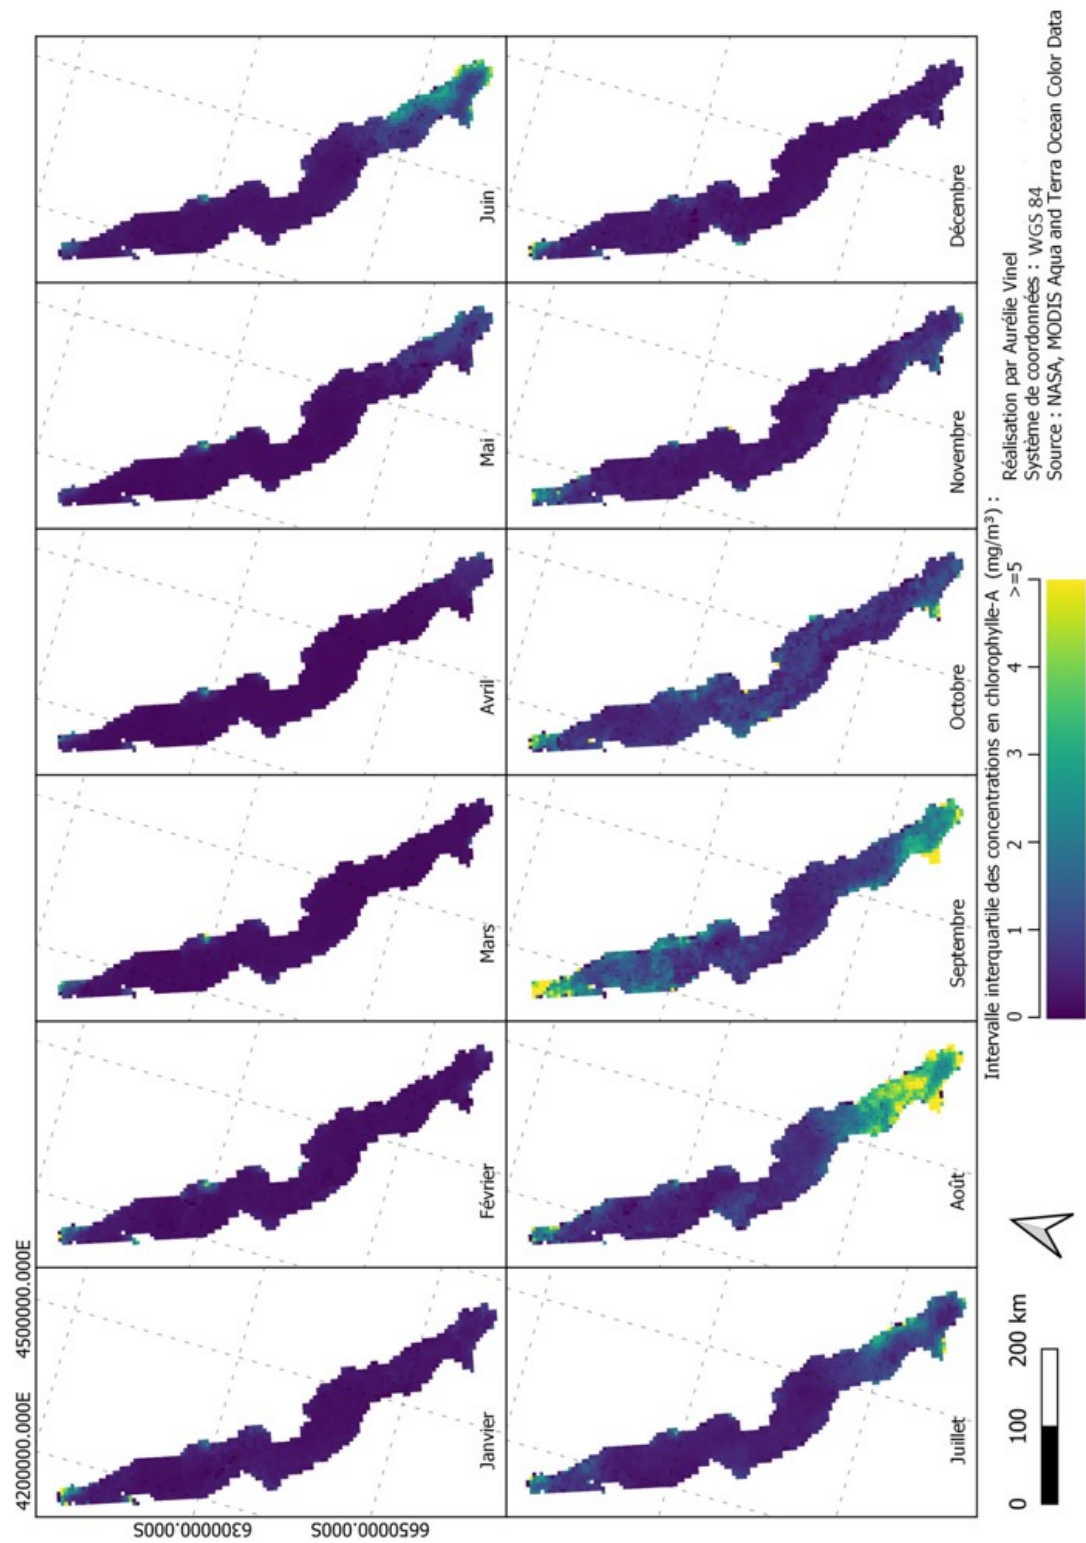 4200000.000E 4500000.000E
6300000.000S
6650000.000S
Janvier
Février
Mars
Avril
Mai
Juin
Juillet
Août
Septembre
Octobre
Novembre
Décembre
0 100 200 km
Intervalle interquartile des concentrations en chlorophylle-A (mg/m³) :
0 1 2 3 4 >=5
Réalisation par Aurélie Vinel
Système de coordonnées : WGS 84
Source : NASA, MODIS Aqua and Terra Ocean Color Data